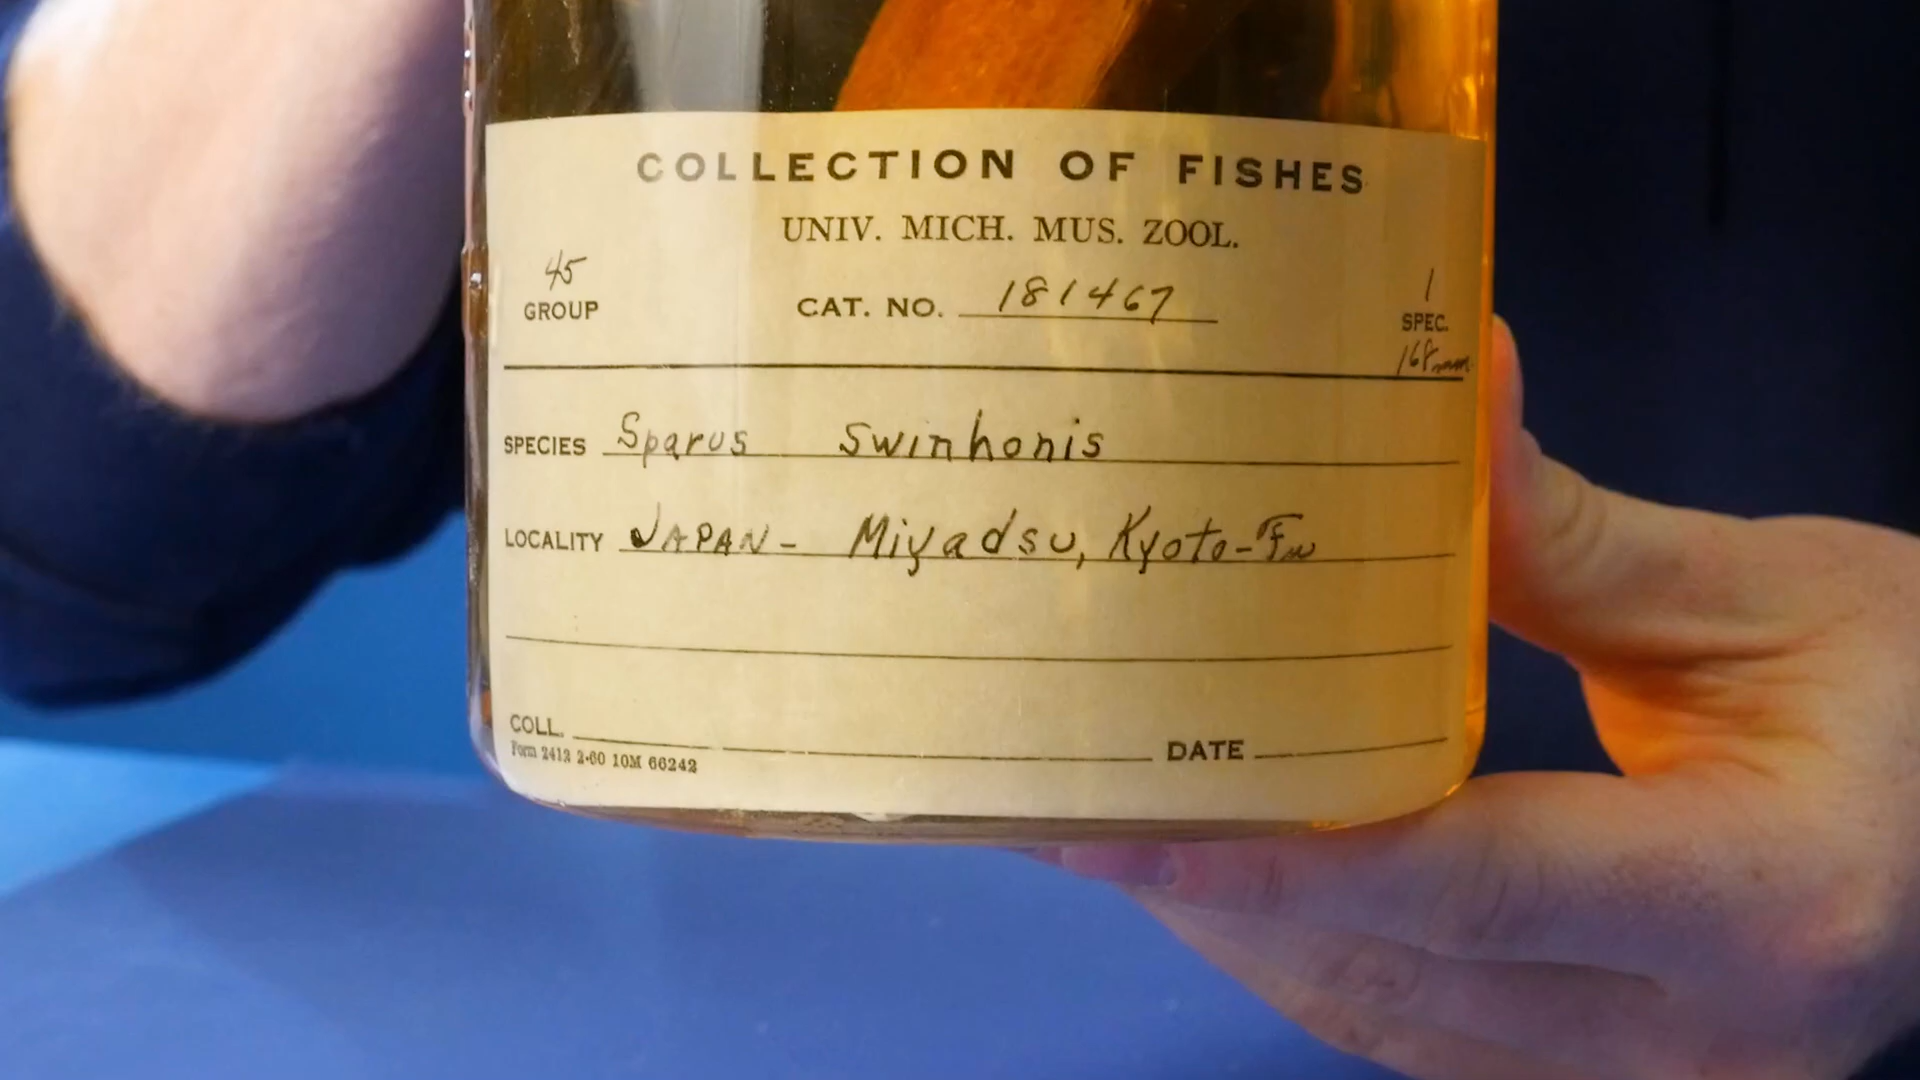 COLLECTION OF FISHES
UNIV. MICH. MUS. ZOOL.
45
GROUP
CAT. NO. 181467
1
SPEC.
168mm.
SPECIES Sparus swinhonis
LOCALITY JAPAN- Miyadsu, Kyoto-Fu
COLL.
DATE
Form 2412 2-60 10M 66242